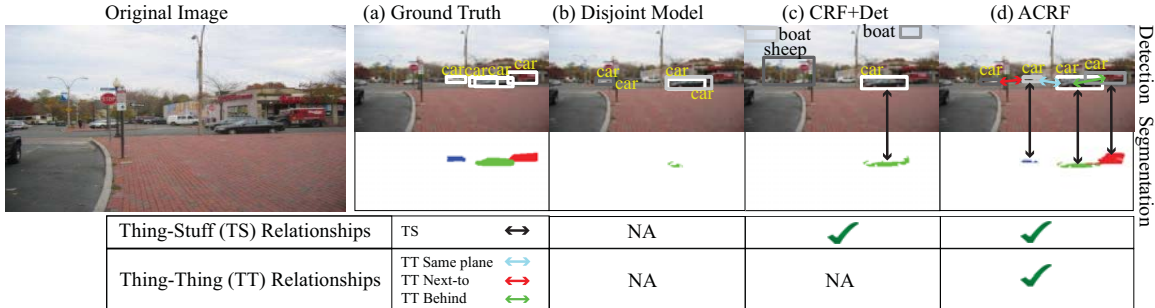 Original Image
(a) Ground Truth
(b) Disjoint Model
(c) CRF+Det
(d) ACRF
car car car car
car car car
boat boat
sheep
car
car car car car
Detection
Segmentation
Thing-Stuff (TS) Relationships
TS
NA
Thing-Thing (TT) Relationships
TT Same plane
TT Next-to
TT Behind
NA
NA